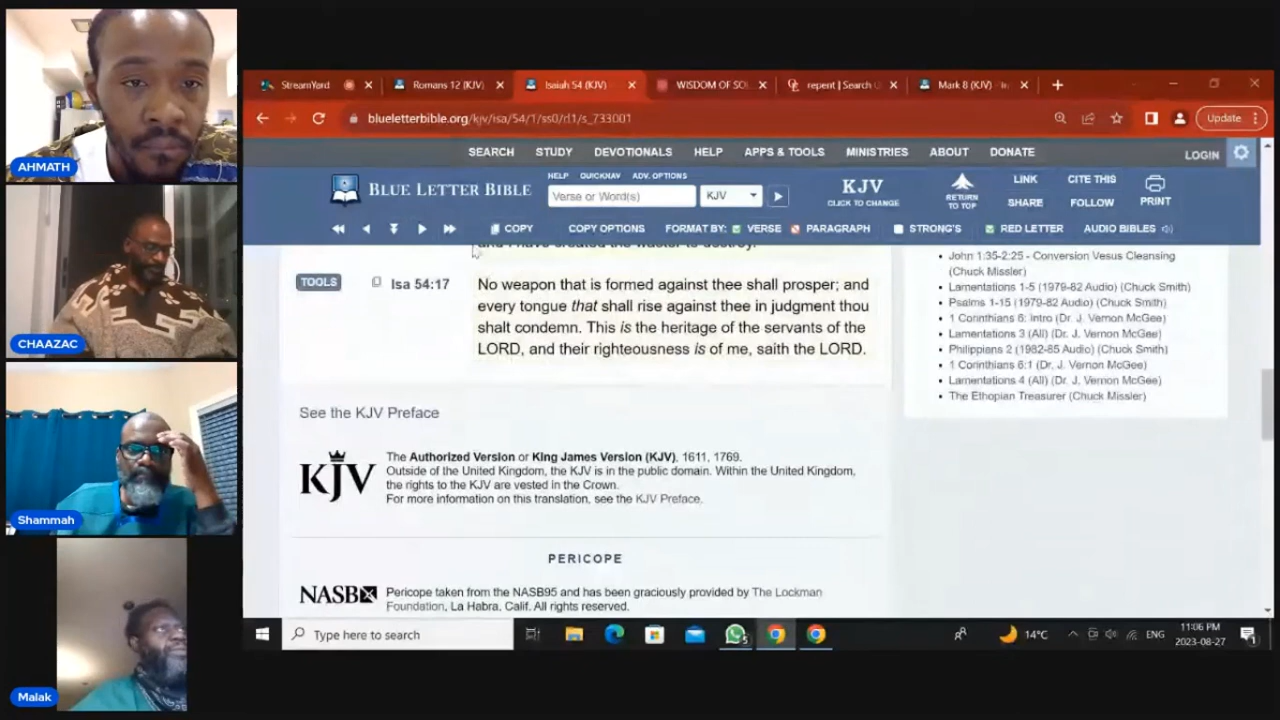 AHMATH
CHAAZAC
Shammah
Malak
StreamYard
Romans 12 (KJV)
Isaiah 54 (KJV)
WISDOM OF SOL
repent | Search
Mark 8 (KJV)
blueletterbible.org/kjv/isa/54/1/ss0/rl1/s_733001
Update
SEARCH STUDY DEVOTIONALS HELP APPS & TOOLS MINISTRIES ABOUT DONATE
LOGIN
BLUE LETTER BIBLE
HELP QUICKNAV ADV. OPTIONS
Verse or Word(s)
KJV
KJV
CLICK TO CHANGE
RETURN
TO TOP
LINK
SHARE
CITE THIS
FOLLOW
PRINT
COPY COPY OPTIONS FORMAT BY: VERSE PARAGRAPH STRONG'S RED LETTER AUDIO BIBLES
and I have created the waster to destroy.
TOOLS
Isa 54:17
No weapon that is formed against thee shall prosper; and
every tongue that shall rise against thee in judgment thou
shalt condemn. This is the heritage of the servants of the
LORD, and their righteousness is of me, saith the LORD.
John 1:35-2:25 - Conversion Vesus Cleansing
(Chuck Missler)
Lamentations 1-5 (1979-82 Audio) (Chuck Smith)
Psalms 1-15 (1979-82 Audio) (Chuck Smith)
1 Corinthians 6: Intro (Dr. J. Vernon McGee)
Lamentations 3 (All) (Dr. J. Vernon McGee)
Philippians 2 (1982-85 Audio) (Chuck Smith)
1 Corinthians 6:1 (Dr. J. Vernon McGee)
Lamentations 4 (All) (Dr. J. Vernon McGee)
The Ethopian Treasurer (Chuck Missler)
See the KJV Preface
KJV
The Authorized Version or King James Version (KJV), 1611, 1769.
Outside of the United Kingdom, the KJV is in the public domain. Within the United Kingdom,
the rights to the KJV are vested in the Crown.
For more information on this translation, see the KJV Preface.
PERICOPE
NASB
Pericope taken from the NASB95 and has been graciously provided by The Lockman
Foundation, La Habra, Calif. All rights reserved.
Type here to search
14°C
ENG
11:06 PM
2023-08-27